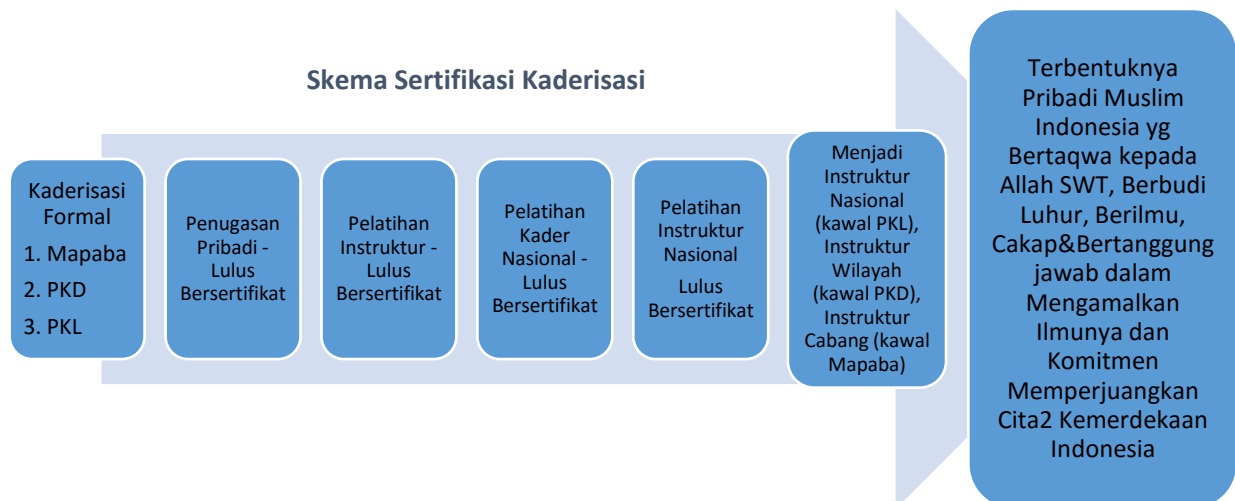 Skema Sertifikasi Kaderisasi
Kaderisasi
Formal
1. Mapaba
2. PKD
3. PKL
Penugasan
Pribadi -
Lulus
Bersertifikat
Pelatihan
Instruktur -
Lulus
Bersertifikat
Pelatihan
Kader
Nasional -
Lulus
Bersertifikat
Pelatihan
Instruktur
Nasional
Lulus
Bersertifikat
Menjadi
Instruktur
Nasional
(kawal PKL),
Instruktur
Wilayah
(kawal PKD),
Instruktur
Cabang (kawal
Mapaba)
Terbentuknya
Pribadi Muslim
Indonesia yg
Bertaqwa kepada
Allah SWT, Berbudi
Luhur, Berilmu,
Cakap&Bertanggung
jawab dalam
Mengamalkan
Ilmunya dan
Komitmen
Memperjuangkan
Cita2 Kemerdekaan
Indonesia